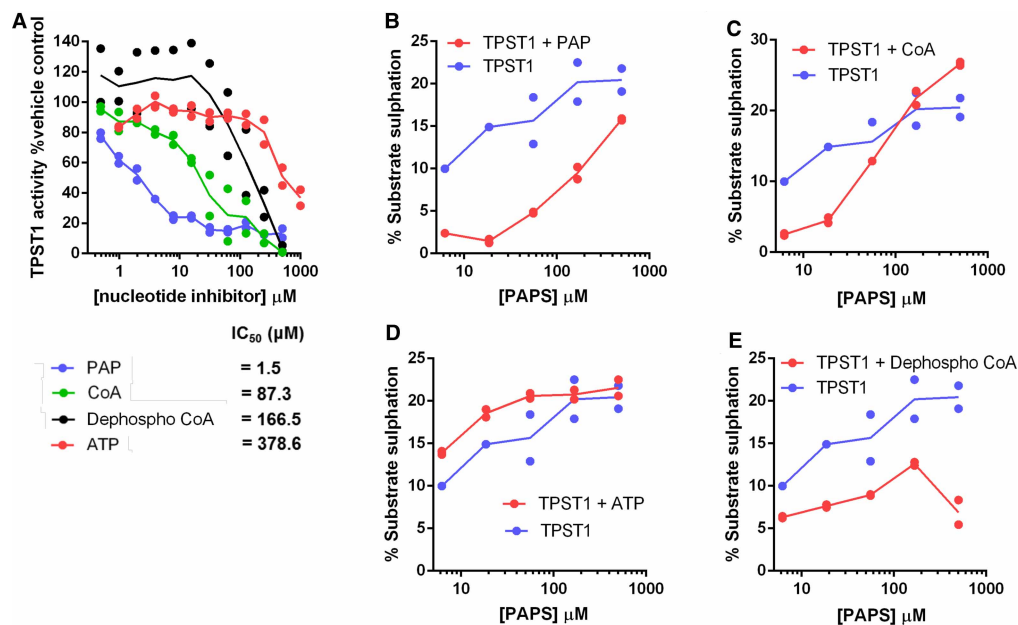 A
TPST1 activity %vehicle control
140
120
100
80
60
40
20
0
1 10 100 1000
[nucleotide inhibitor] µM
IC50 (µM)
PAP = 1.5
CoA = 87.3
Dephospho CoA = 166.5
ATP = 378.6
B
% Substrate sulphation
25
20
15
10
5
0
TPST1 + PAP
TPST1
10 100 1000
[PAPS] µM
C
% Substrate sulphation
30
20
10
0
TPST1 + CoA
TPST1
10 100 1000
[PAPS] µM
D
% Substrate sulphation
25
20
15
10
5
0
TPST1 + ATP
TPST1
10 100 1000
[PAPS] µM
E
% Substrate sulphation
25
20
15
10
5
0
TPST1 + Dephospho CoA
TPST1
10 100 1000
[PAPS] µM